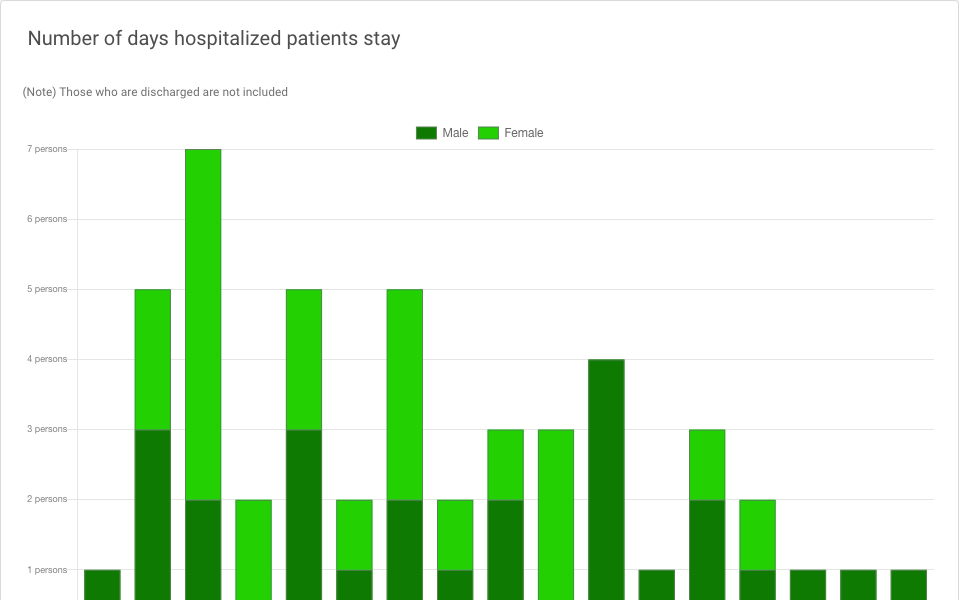 Number of days hospitalized patients stay
(Note) Those who are discharged are not included
Male Female
7 persons
6 persons
5 persons
4 persons
3 persons
2 persons
1 persons